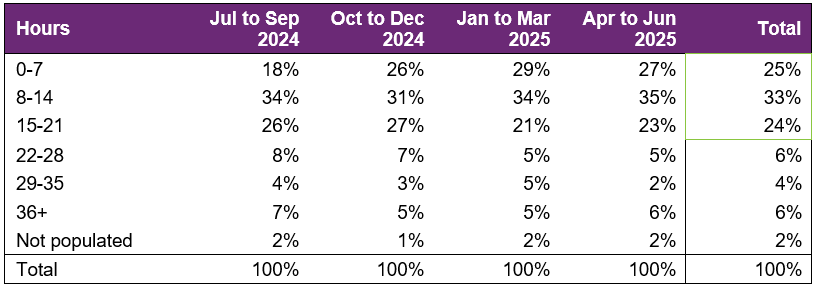 Hours Jul to Sep 2024 Oct to Dec 2024 Jan to Mar 2025 Apr to Jun 2025 Total
0-7 18% 26% 29% 27% 25%
8-14 34% 31% 34% 35% 33%
15-21 26% 27% 21% 23% 24%
22-28 8% 7% 5% 5% 6%
29-35 4% 3% 5% 2% 4%
36+ 7% 5% 5% 6% 6%
Not populated 2% 1% 2% 2% 2%
Total 100% 100% 100% 100% 100%